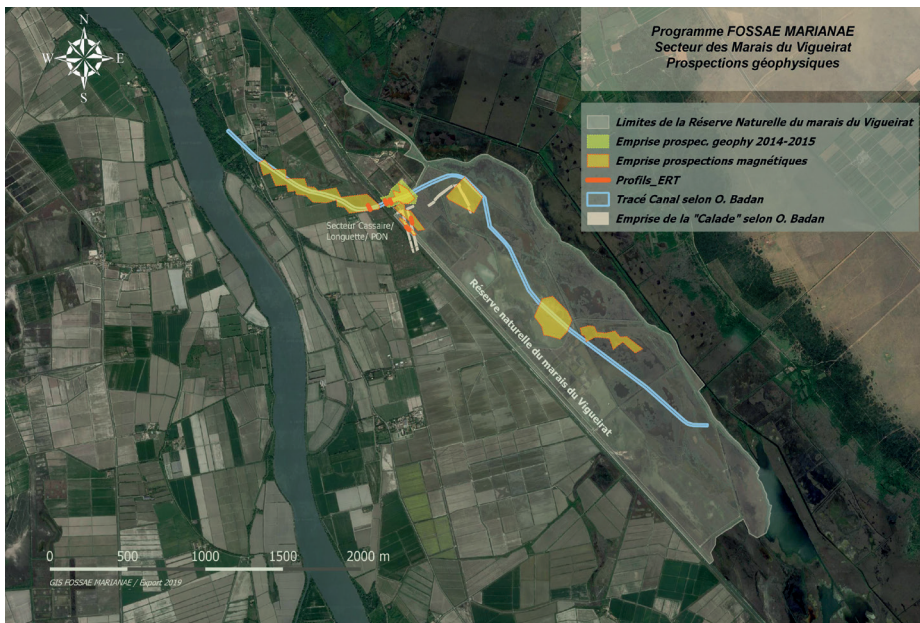 N
W E
S
Programme FOSSAE MARIANAE
Secteur des Marais du Vigueirat
Prospections géophysiques
Limites de la Réserve Naturelle du marais du Vigueirat
Emprise prospec. geophy 2014-2015
Emprise prospections magnétiques
Profils_ERT
Tracé Canal selon O. Badan
Emprise de la "Calade" selon O. Badan
Secteur Cassaire/
Longuette/ PON
Réserve naturelle du marais du Vigueirat
0 500 1000 1500 2000 m
GIS FOSSAE MARIANAE / Export 2019